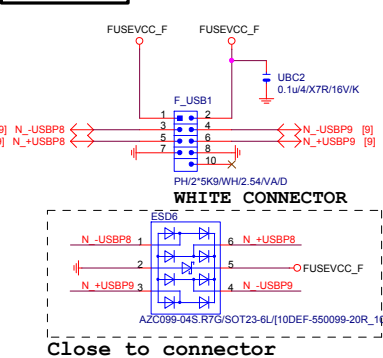 FUSEVCC_F FUSEVCC_F
UBC2
0.1u/4/X7R/16V/K
F_USB1
1 2
9] N_-USBP8 3 4 N_-USBP9 [9]
9] N_+USBP8 5 6 N_+USBP9 [9]
7 8
10
PH/2*5K9/WH/2.54/VA/D
WHITE CONNECTOR
ESD6
N_-USBP8 1 6 N_+USBP8
2 5 FUSEVCC_F
N_+USBP9 3 4 N_-USBP9
AZC099-04S.R7G/SOT23-6L/[10DEF-550099-20R_10
Close to connector